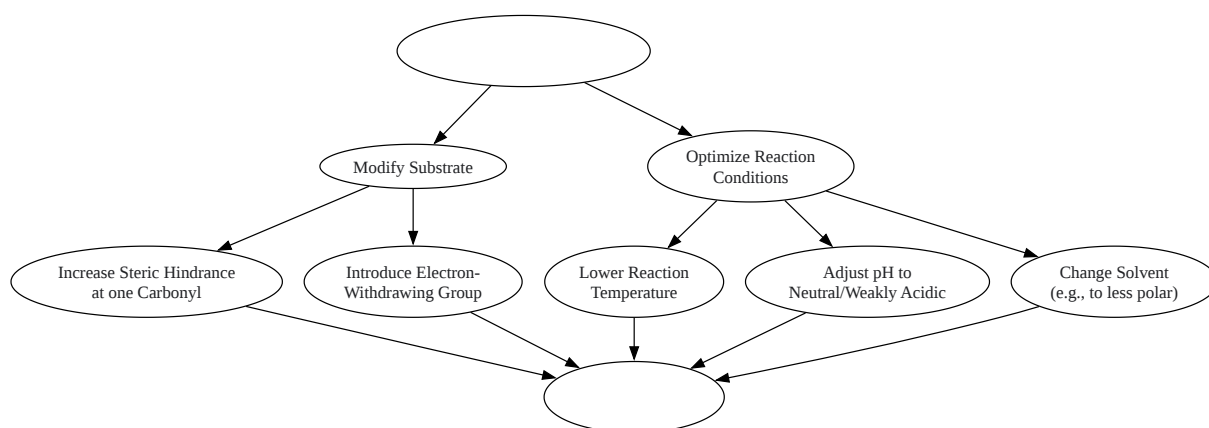 Modify Substrate
Optimize Reaction
Conditions
Increase Steric Hindrance
at one Carbonyl
Introduce Electron-
Withdrawing Group
Lower Reaction
Temperature
Adjust pH to
Neutral/Weakly Acidic
Change Solvent
(e.g., to less polar)